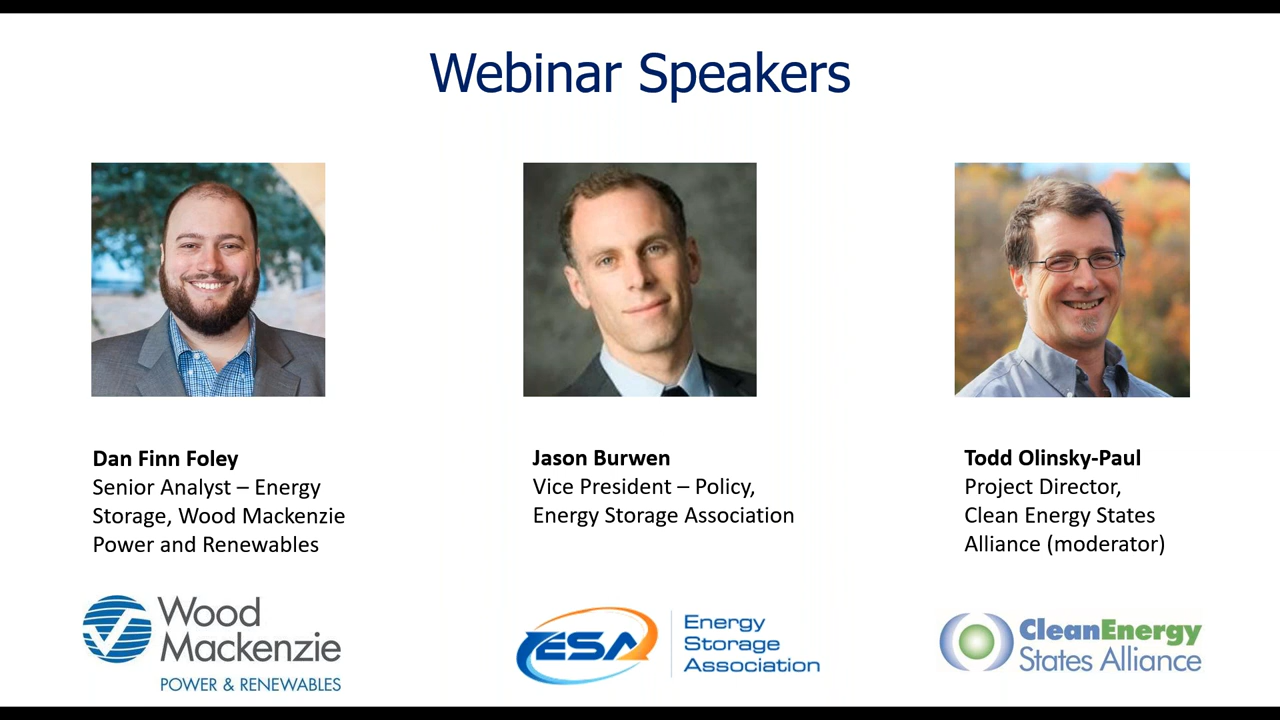 Webinar Speakers
Dan Finn Foley
Senior Analyst – Energy
Storage, Wood Mackenzie
Power and Renewables
Jason Burwen
Vice President – Policy,
Energy Storage Association
Todd Olinsky-Paul
Project Director,
Clean Energy States
Alliance (moderator)
Wood
Mackenzie
POWER & RENEWABLES
ESA
Energy
Storage
Association
CleanEnergy
States Alliance